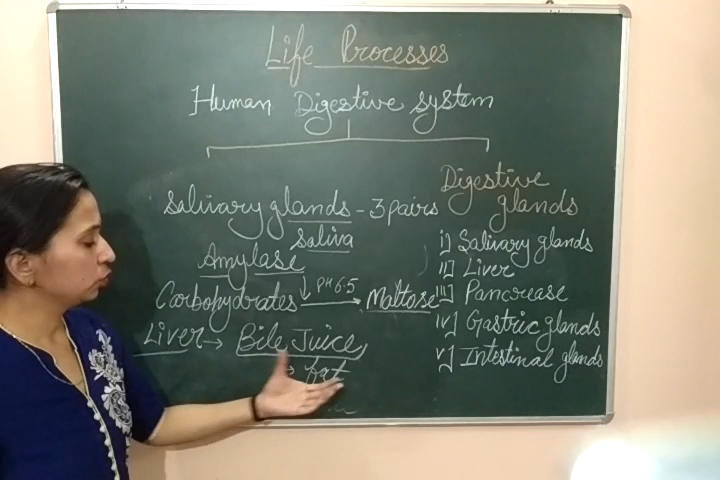 Life Processes
Human Digestive system
Salivary glands - 3 pairs
Saliva
Amylase
Carbohydrates → PH 6.5 Maltose
Liver → Bile Juice,
→ fat
Digestive
glands
i] Salivary glands
ii] Liver
iii] Pancrease
iv] Gastric glands
v] Intestinal glands